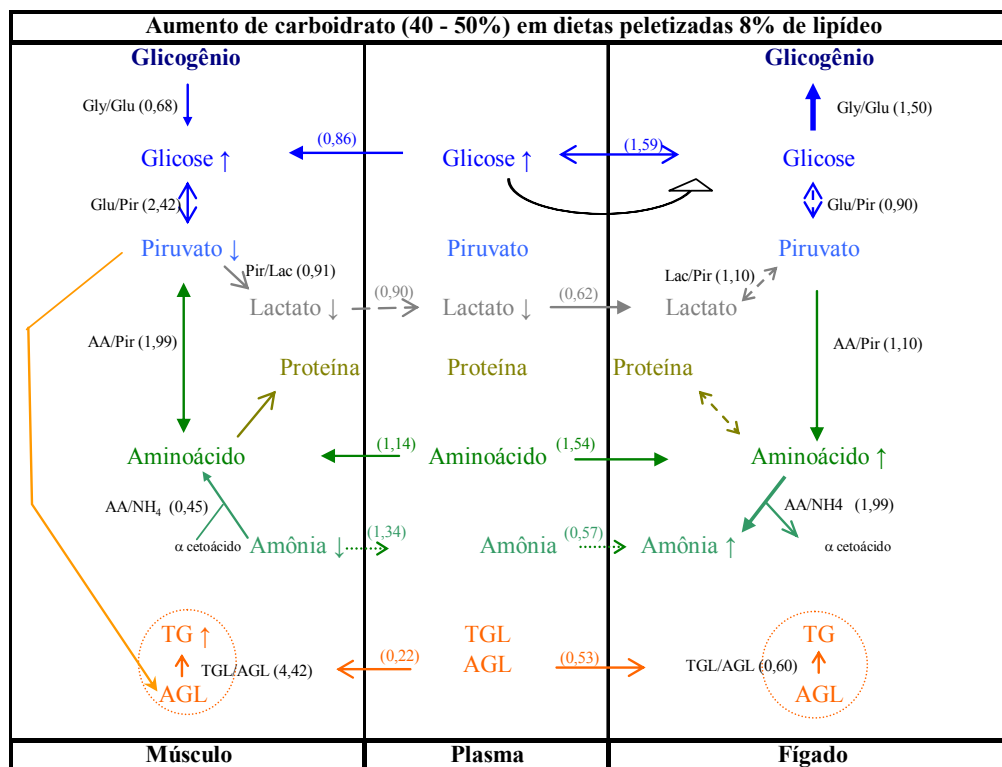 Aumento de carboidrato (40 - 50%) em dietas peletizadas 8% de lipídeo
Glicogênio
Glicogênio
Gly/Glu (0,68)
Gly/Glu (1,50)
(0,86)
(1,59)
Glicose ↑
Glicose ↑
Glicose
Glu/Pir (2,42)
Glu/Pir (0,90)
Piruvato ↓
Piruvato
Piruvato
Pir/Lac (0,91)
Lac/Pir (1,10)
Lactato ↓
(0,90)
Lactato ↓
(0,62)
Lactato
AA/Pir (1,99)
AA/Pir (1,10)
Proteína
Proteína
Proteína
(1,14)
(1,54)
Aminoácido
Aminoácido
Aminoácido ↑
AA/NH₄ (0,45)
AA/NH4 (1,99)
α cetoácido
Amônia ↓
(1,34)
Amônia
(0,57)
Amônia ↑
α cetoácido
TG ↑
TGL
TG
TGL/AGL (4,42)
(0,22)
AGL
(0,53)
TGL/AGL (0,60)
AGL
AGL
Músculo
Plasma
Fígado